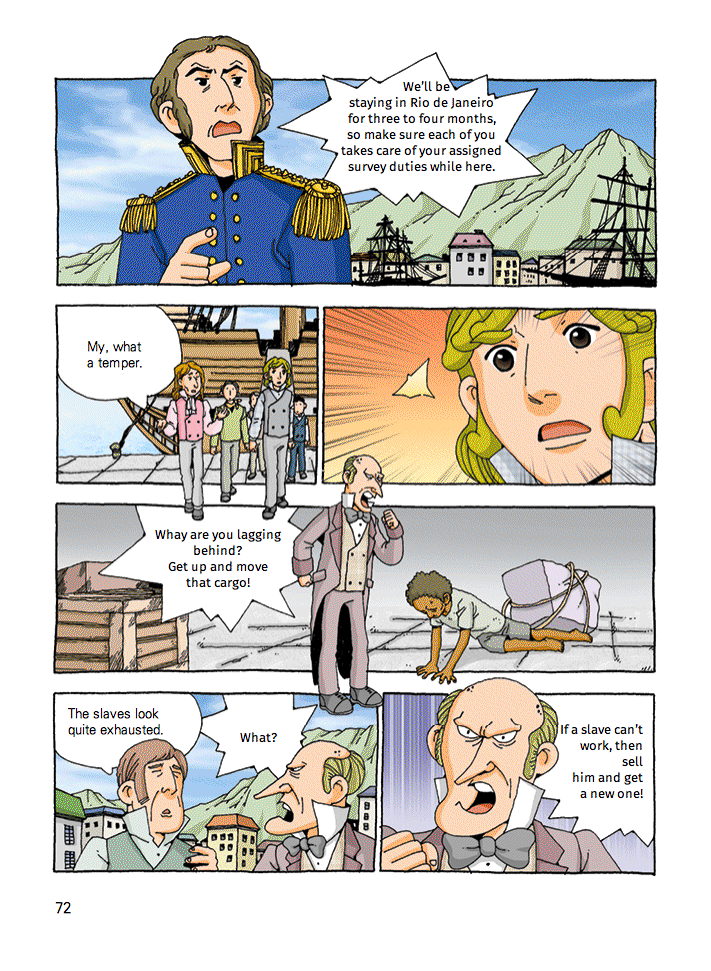 We'll be
staying in Rio de Janeiro
for three to four months,
so make sure each of you
takes care of your assigned
survey duties while here.
My, what
a temper.
Whay are you lagging
behind?
Get up and move
that cargo!
The slaves look
quite exhausted.
What?
If a slave can't
work, then
sell
him and get
a new one!
72